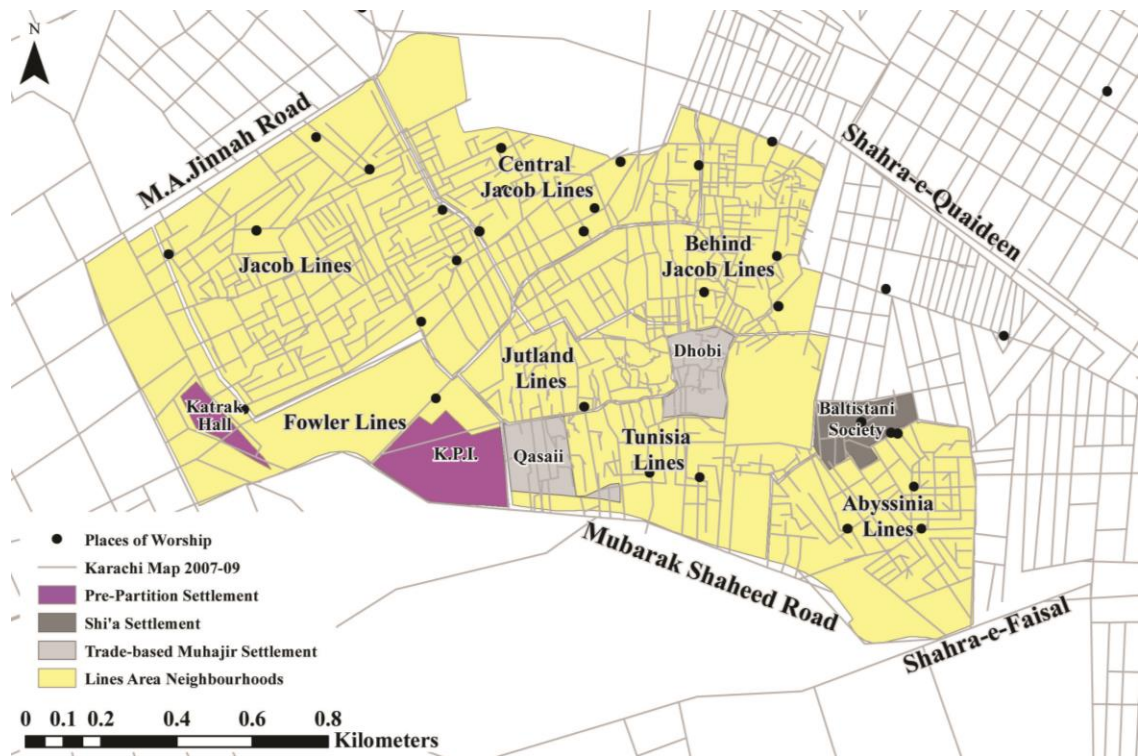 N
M.A.Jinnah Road
Shahra-e-Quaideen
Central
Jacob Lines
Jacob Lines
Behind
Jacob Lines
Jutland
Lines
Dhobi
Katrak
Hall
Fowler Lines
K.P.I.
Qasaii
Tunisia
Lines
Baltistani
Society
Abyssinia
Lines
Mubarak Shaheed Road
Shahra-e-Faisal
Places of Worship
Karachi Map 2007-09
Pre-Partition Settlement
Shi'a Settlement
Trade-based Muhajir Settlement
Lines Area Neighbourhoods
0 0.1 0.2 0.4 0.6 0.8
Kilometers